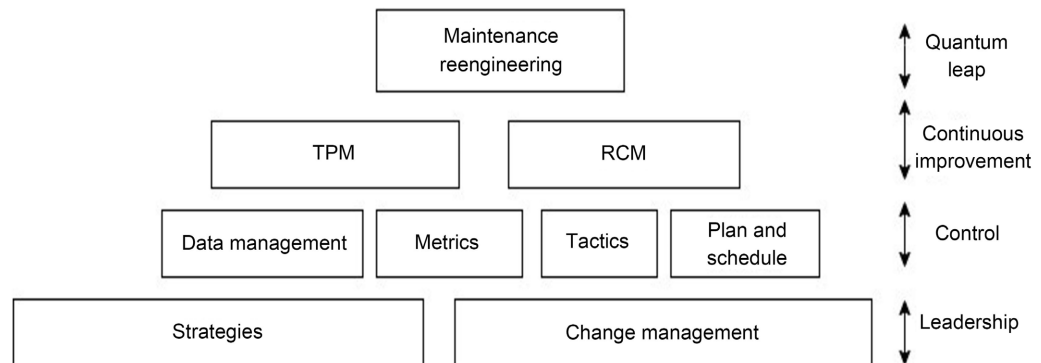 Maintenance
reengineering
Quantum
leap
TPM
RCM
Continuous
improvement
Data management
Metrics
Tactics
Plan and
schedule
Control
Strategies
Change management
Leadership